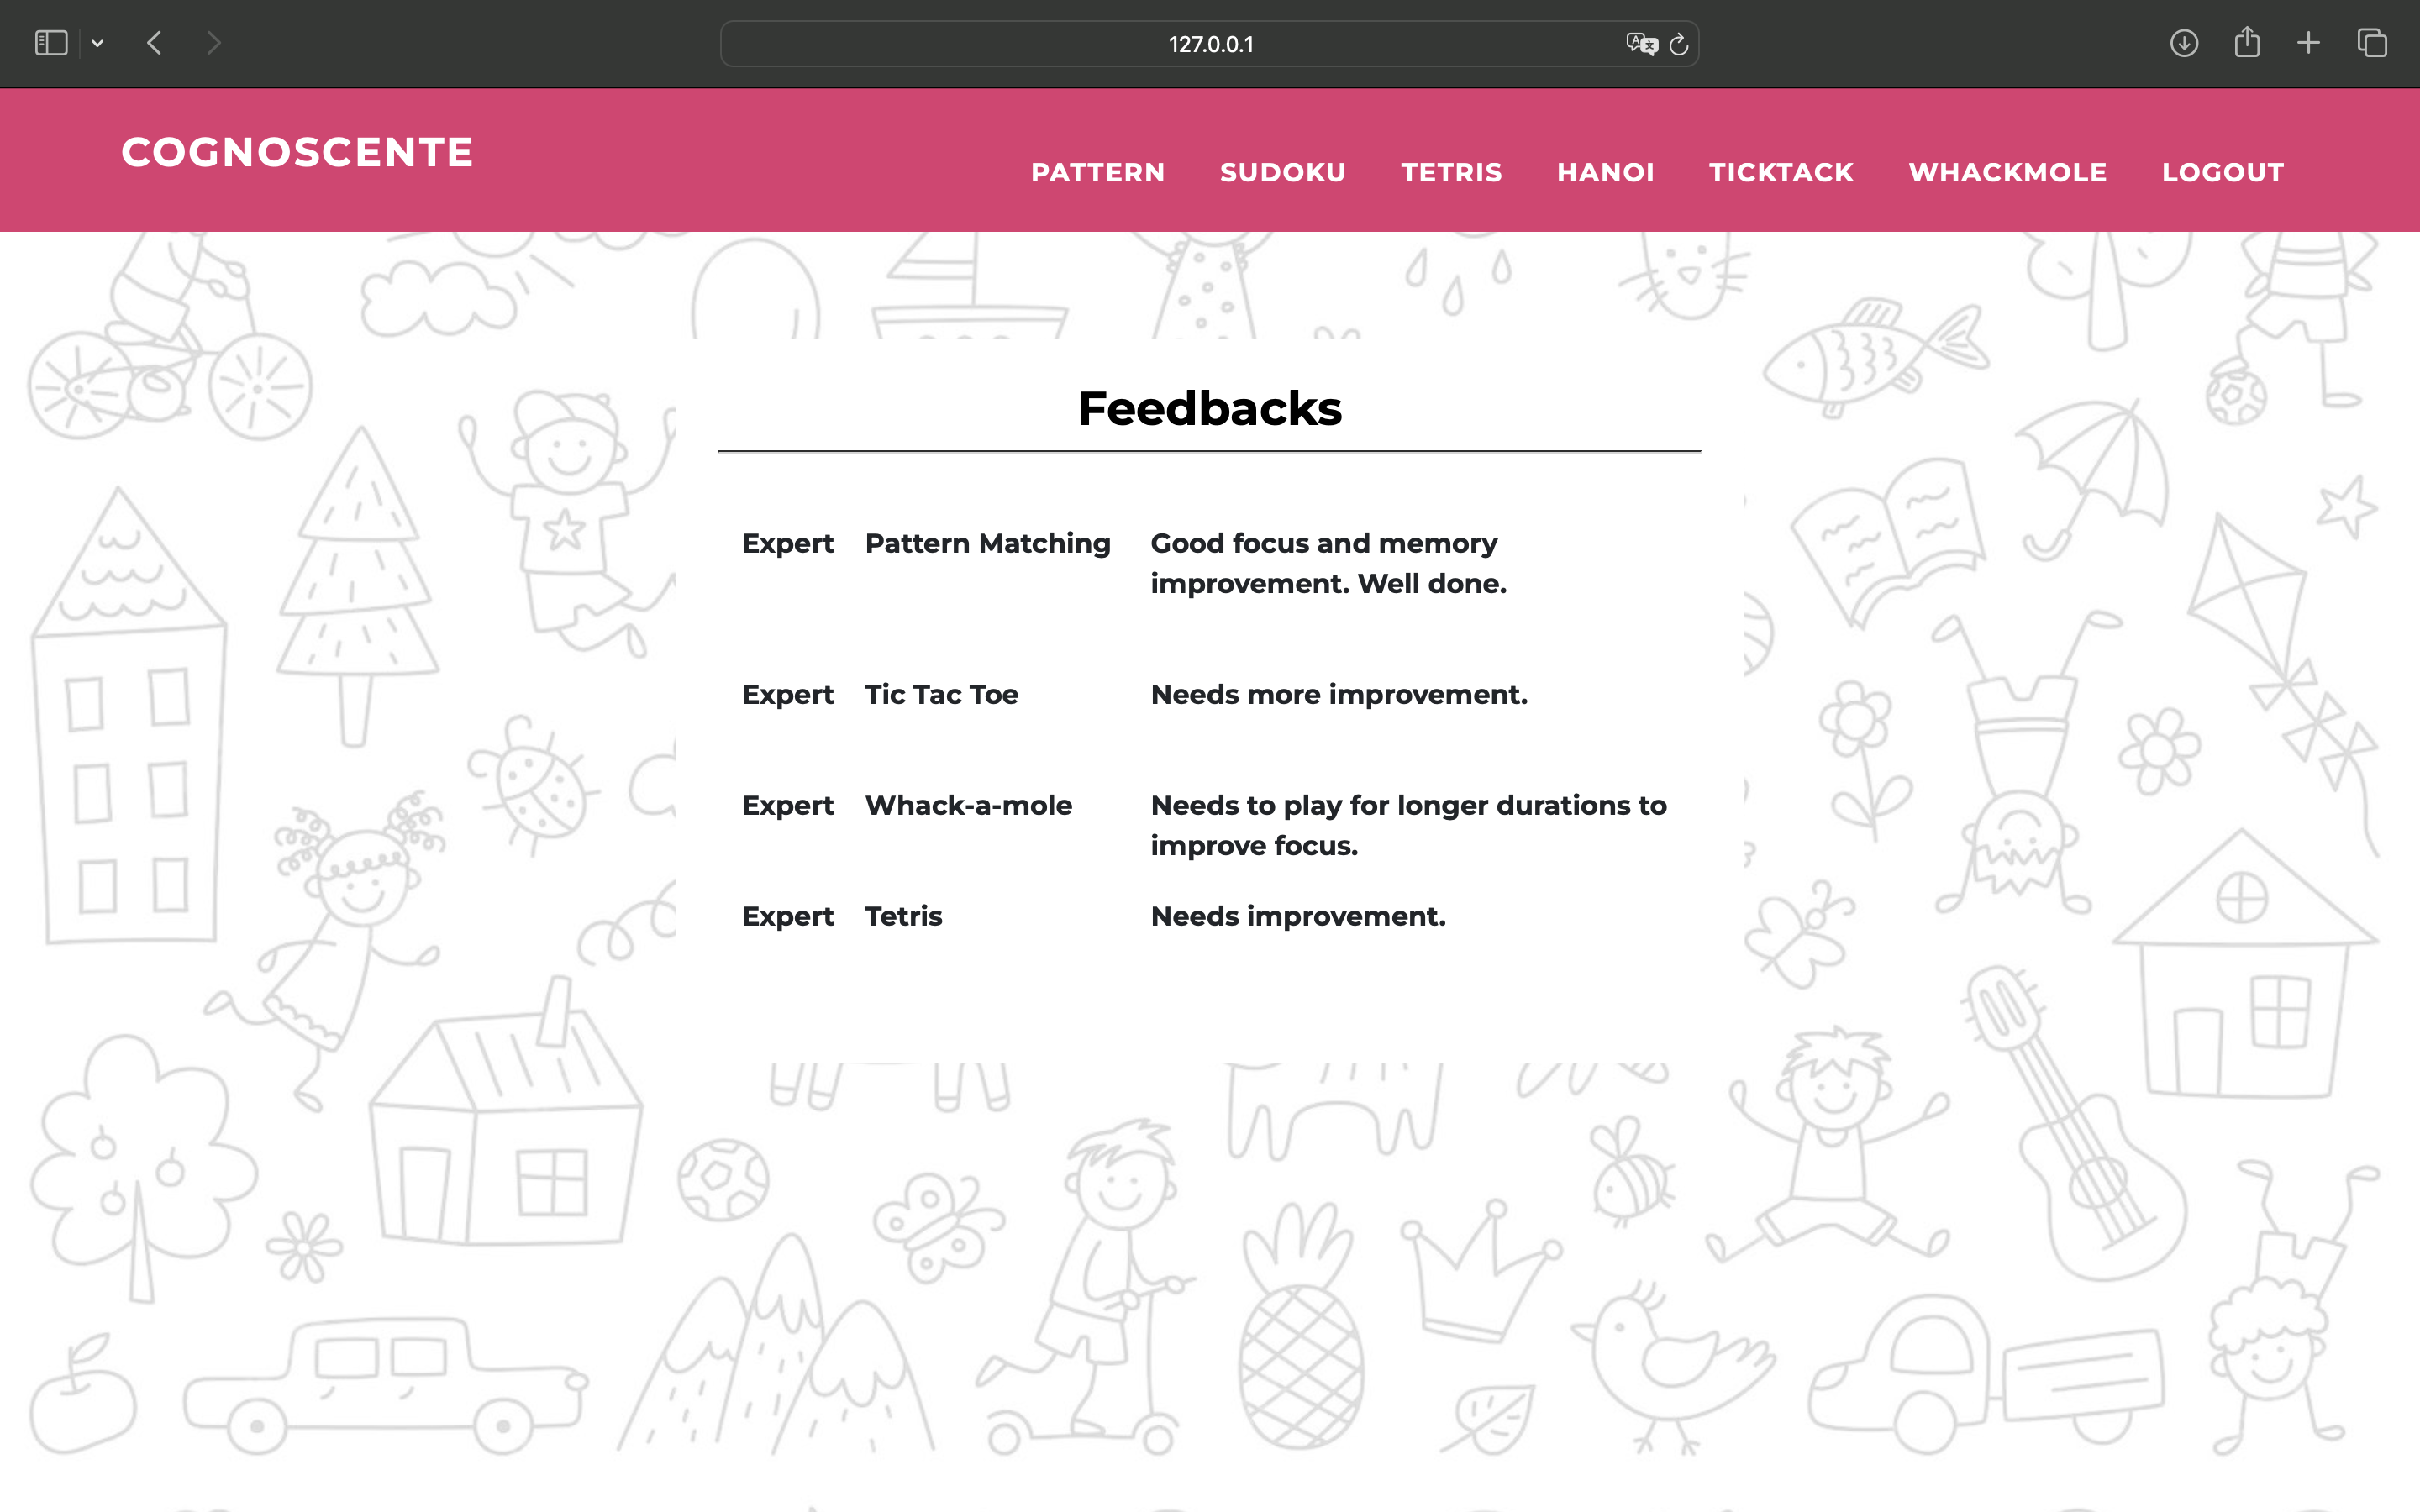 127.0.0.1
COGNOSCENTE
PATTERN SUDOKU TETRIS HANOI TICKTACK WHACKMOLE LOGOUT
Feedbacks
Expert Pattern Matching Good focus and memory
improvement. Well done.
Expert Tic Tac Toe Needs more improvement.
Expert Whack-a-mole Needs to play for longer durations to
improve focus.
Expert Tetris Needs improvement.